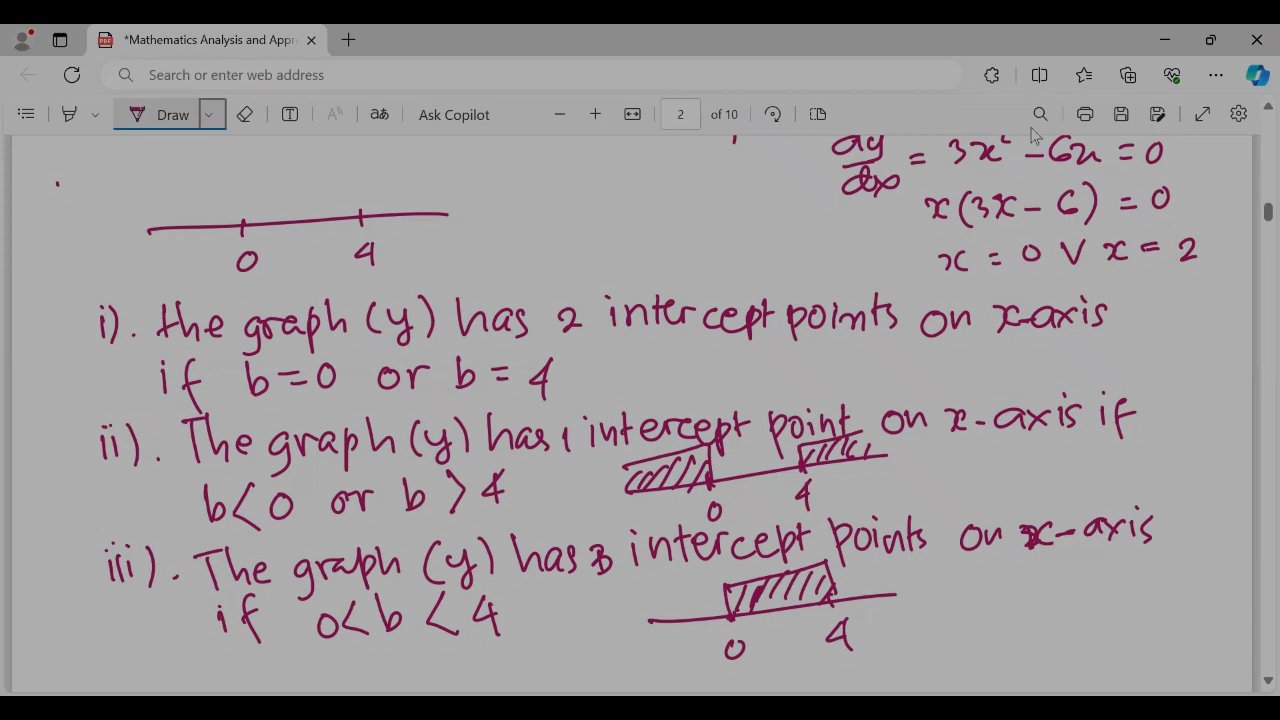 *Mathematics Analysis and Appr
Search or enter web address
Draw
Ask Copilot
2 of 10
dy/dx = 3x² - 6x = 0
x(3x - 6) = 0
x = 0 V x = 2
0 4
i). the graph (y) has 2 intercept points on x-axis
if b = 0 or b = 4
ii). The graph (y) has 1 intercept point on x-axis if
b < 0 or b > 4
0 4
iii). The graph (y) has 3 intercept points on x-axis
if 0 < b < 4
0 4